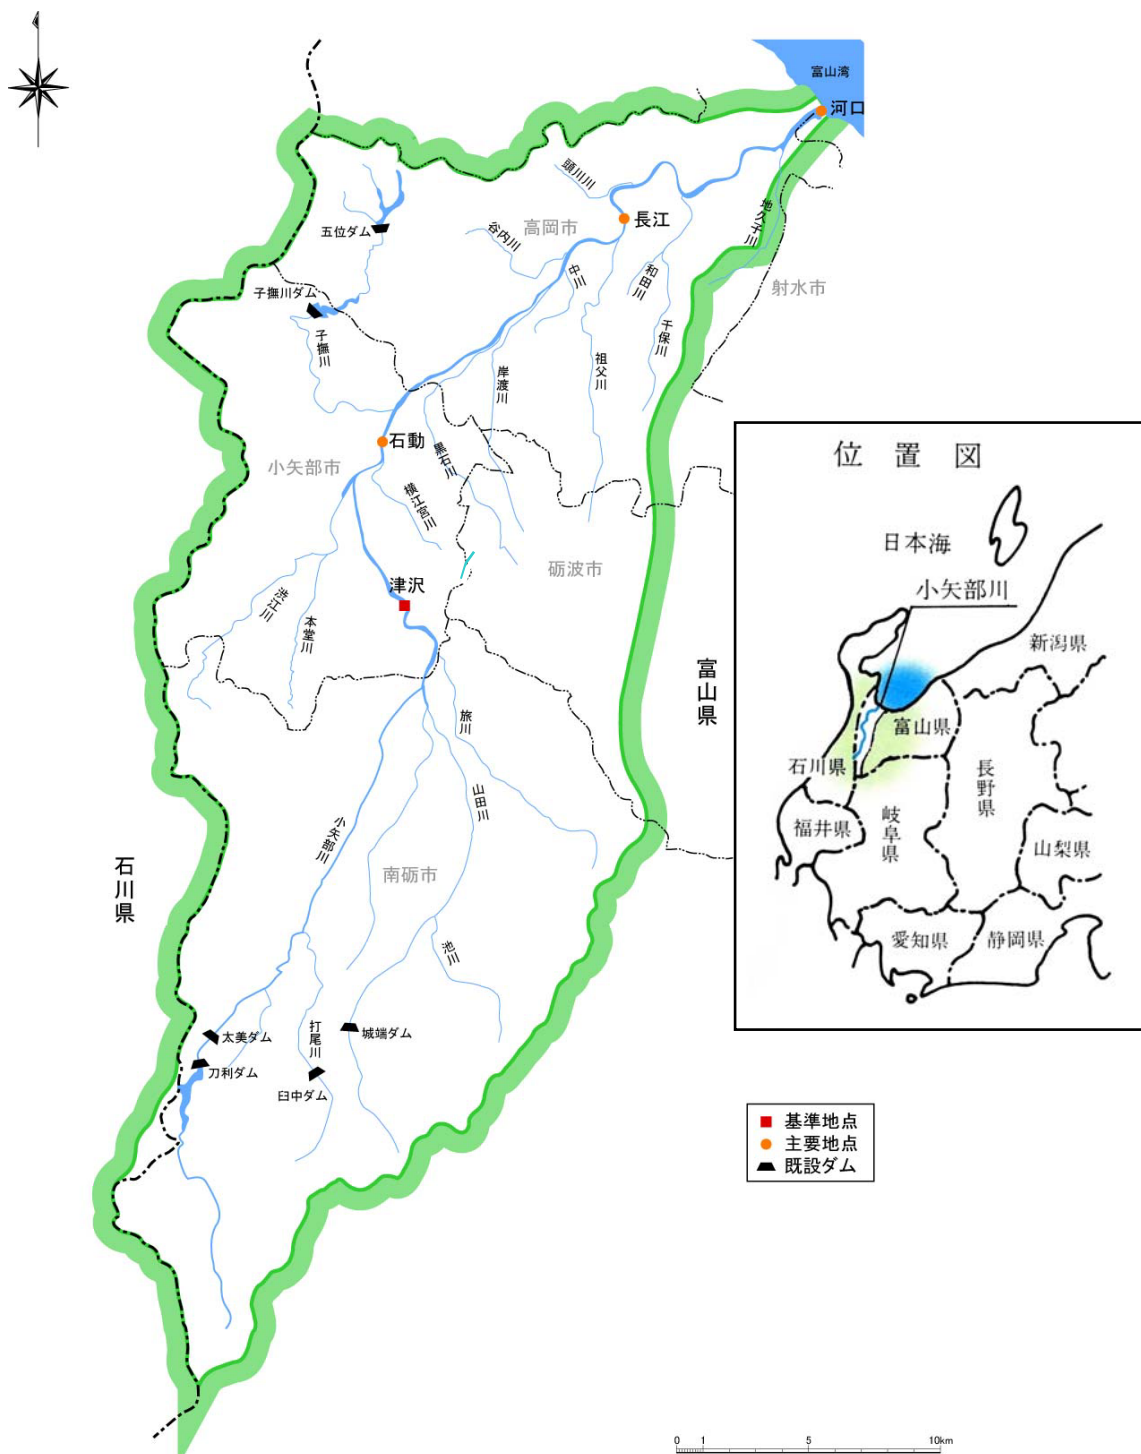 富山湾
河口
頭川川
長江
地久子川
高岡市
谷内川
五位ダム
中川
和田川
射水市
子撫川ダム
子撫川
千保川
祖父川
岸渡川
石動
黒石川
小矢部市
横江宮川
砺波市
津沢
渋江川
本堂川
富山県
旅川
山田川
小矢部川
南砺市
石川県
池川
太美ダム
打尾川
城端ダム
刀利ダム
臼中ダム
位置図
日本海
小矢部川
新潟県
富山県
石川県
長野県
福井県
岐阜県
山梨県
愛知県
静岡県
基準地点
主要地点
既設ダム
0 1 5 10km